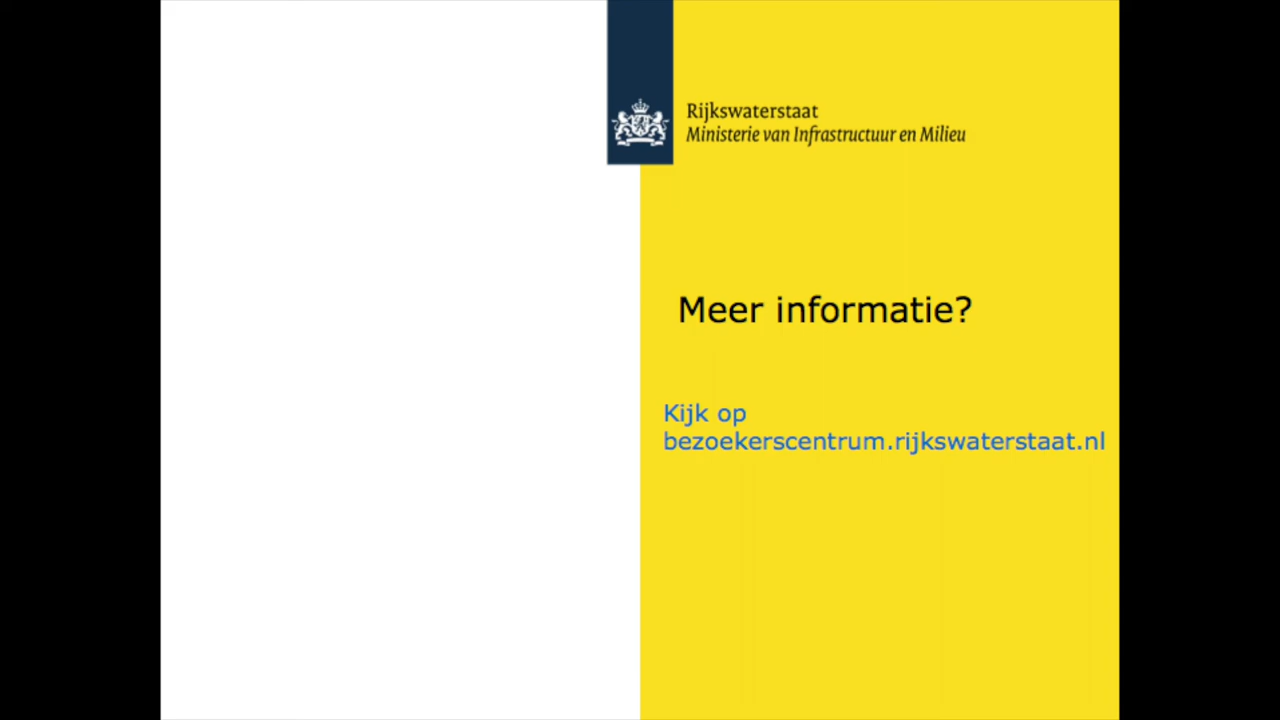 Rijkswaterstaat
Ministerie van Infrastructuur en Milieu
Meer informatie?
Kijk op
bezoekerscentrum.rijkswaterstaat.nl